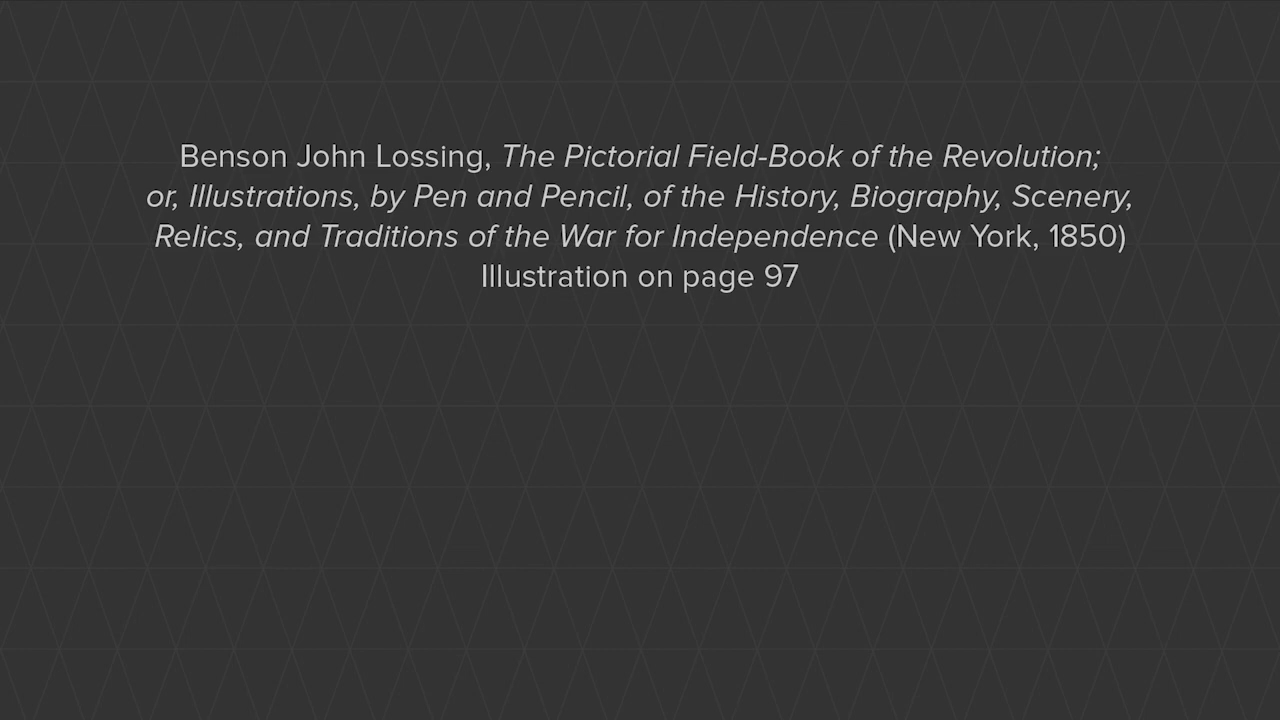 Benson John Lossing, The Pictorial Field-Book of the Revolution;
or, Illustrations, by Pen and Pencil, of the History, Biography, Scenery,
Relics, and Traditions of the War for Independence (New York, 1850)
Illustration on page 97